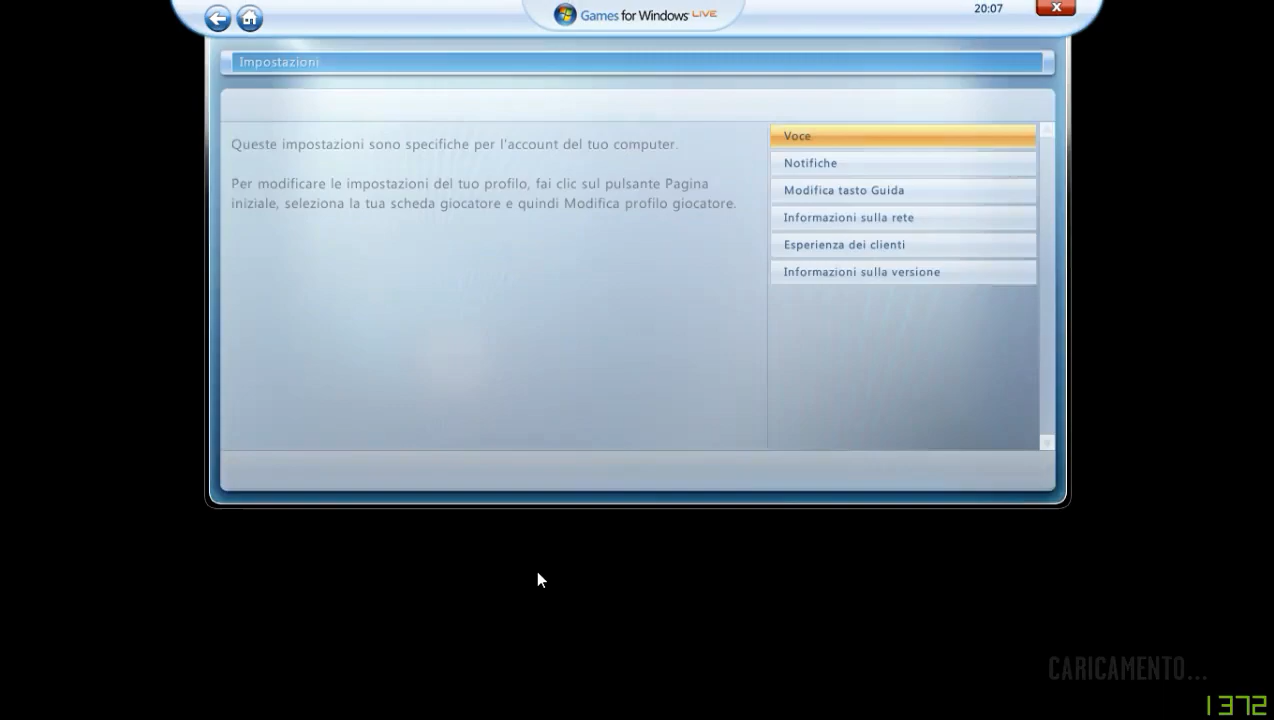 Games for Windows LIVE
20:07
Impostazioni
Queste impostazioni sono specifiche per l'account del tuo computer.
Per modificare le impostazioni del tuo profilo, fai clic sul pulsante Pagina
iniziale, seleziona la tua scheda giocatore e quindi Modifica profilo giocatore.
Voce
Notifiche
Modifica tasto Guida
Informazioni sulla rete
Esperienza dei clienti
Informazioni sulla versione
CARICAMENTO...
1372